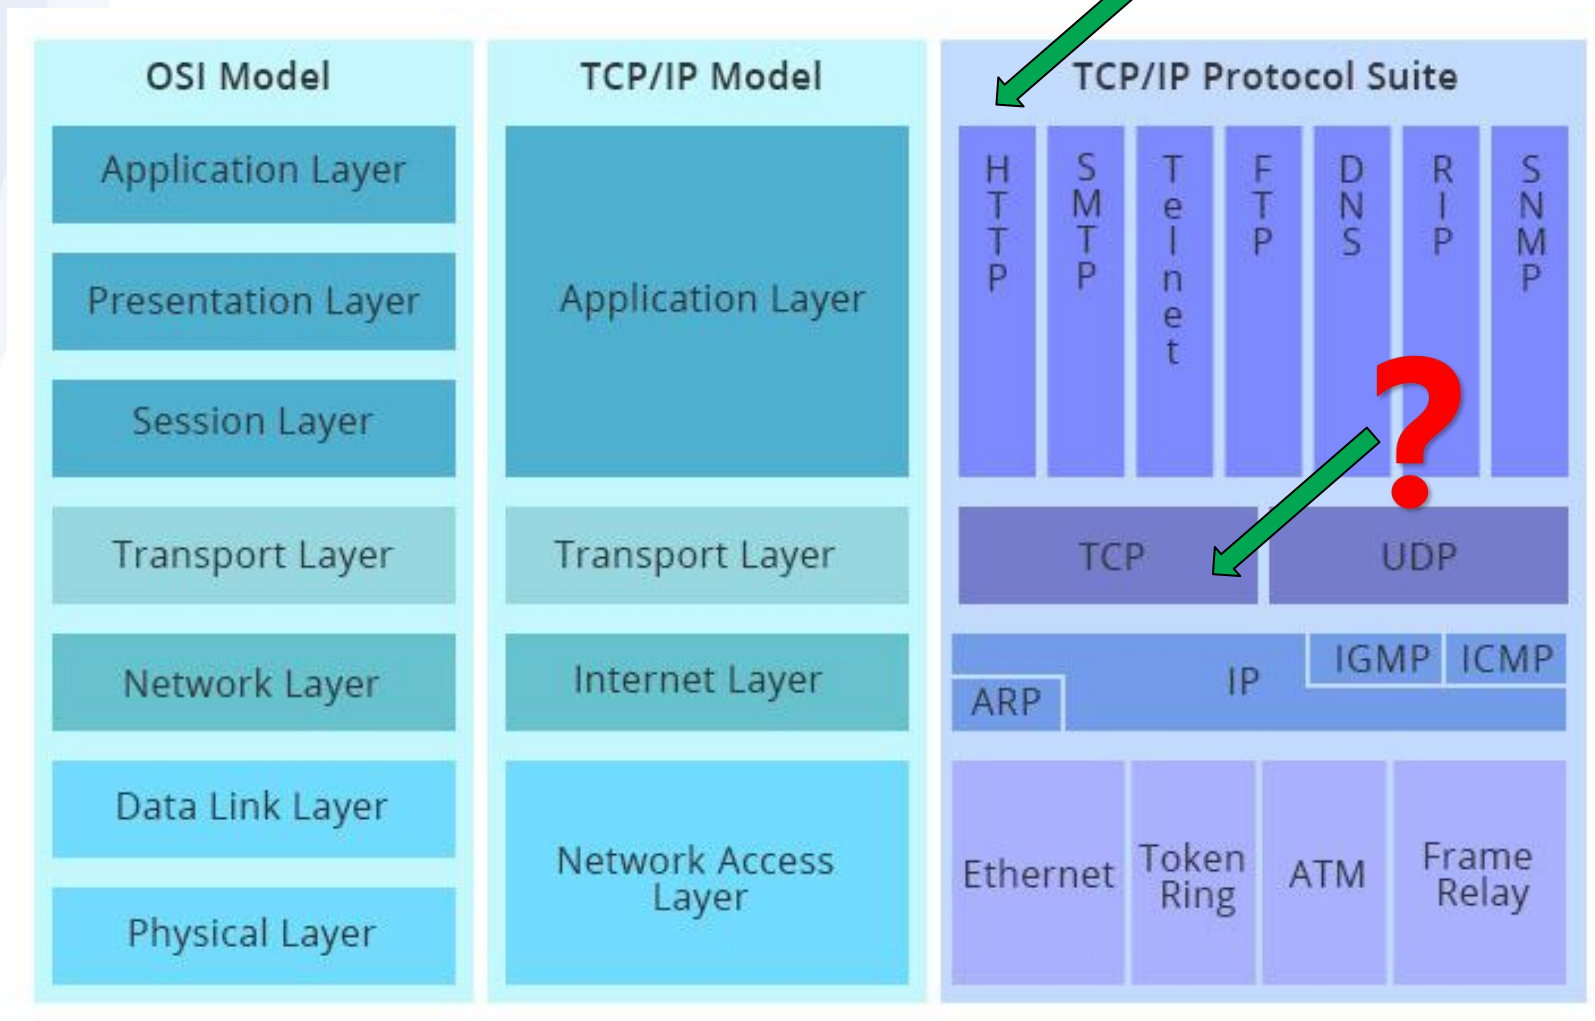 OSI Model
Application Layer
Presentation Layer
Session Layer
Transport Layer
Network Layer
Data Link Layer
Physical Layer
TCP/IP Model
Application Layer
Transport Layer
Internet Layer
Network Access
Layer
TCP/IP Protocol Suite
HTTP
SMTP
Telnet
FTP
DNS
RIP
SNMP
?
TCP
UDP
IP
IGMP
ICMP
ARP
Ethernet
Token
Ring
ATM
Frame
Relay